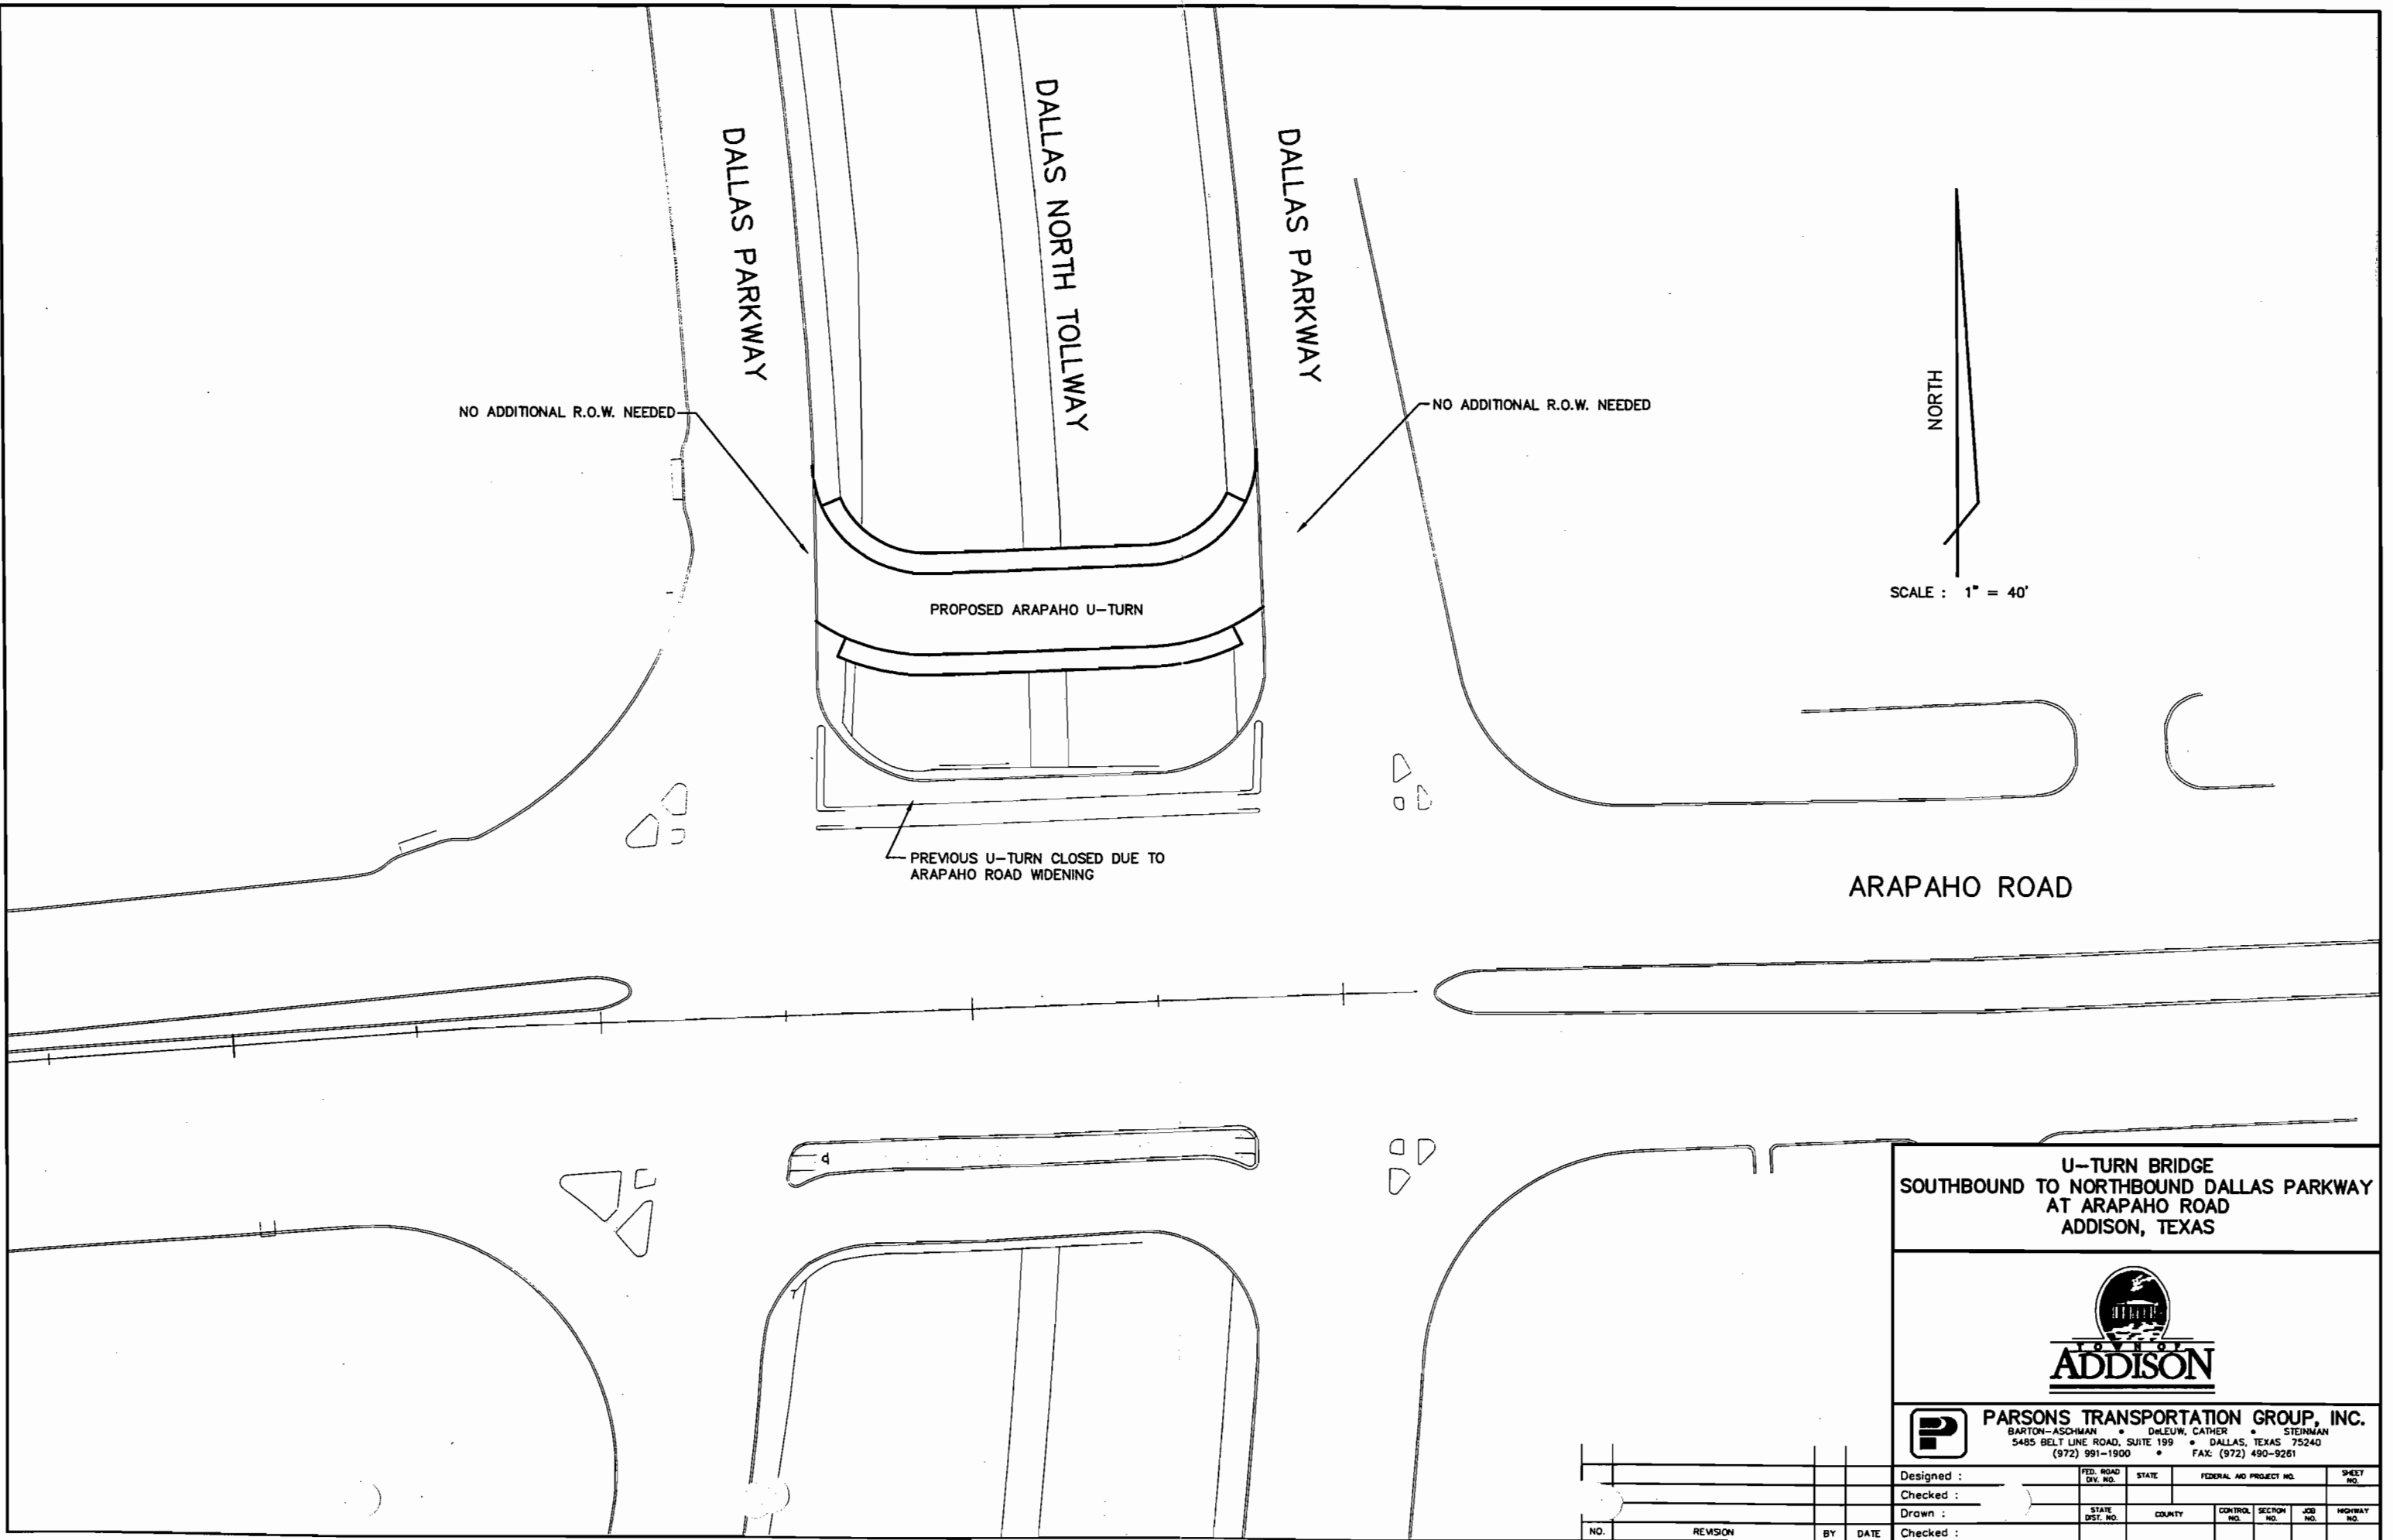 DALLAS PARKWAY
DALLAS NORTH TOLLWAY
DALLAS PARKWAY
NO ADDITIONAL R.O.W. NEEDED
NO ADDITIONAL R.O.W. NEEDED
NORTH
SCALE : 1" = 40'
PROPOSED ARAPAHO U-TURN
PREVIOUS U-TURN CLOSED DUE TO
ARAPAHO ROAD WIDENING
ARAPAHO ROAD
U-TURN BRIDGE
SOUTHBOUND TO NORTHBOUND DALLAS PARKWAY
AT ARAPAHO ROAD
ADDISON, TEXAS
TOWN OF
ADDISON
PARSONS TRANSPORTATION GROUP, INC.
BARTON-ASCHMAN • DeLEUW, CATHER • STEINMAN
5485 BELT LINE ROAD, SUITE 199 • DALLAS, TEXAS 75240
(972) 991-1900 • FAX: (972) 490-9261
Designed :
FED. ROAD DIV. NO.
STATE
FEDERAL AID PROJECT NO.
SHEET NO.
Checked :
Drawn :
STATE DIST. NO.
COUNTY
CONTROL NO.
SECTION NO.
JOB NO.
HIGHWAY NO.
NO.
REVISION
BY
DATE
Checked :